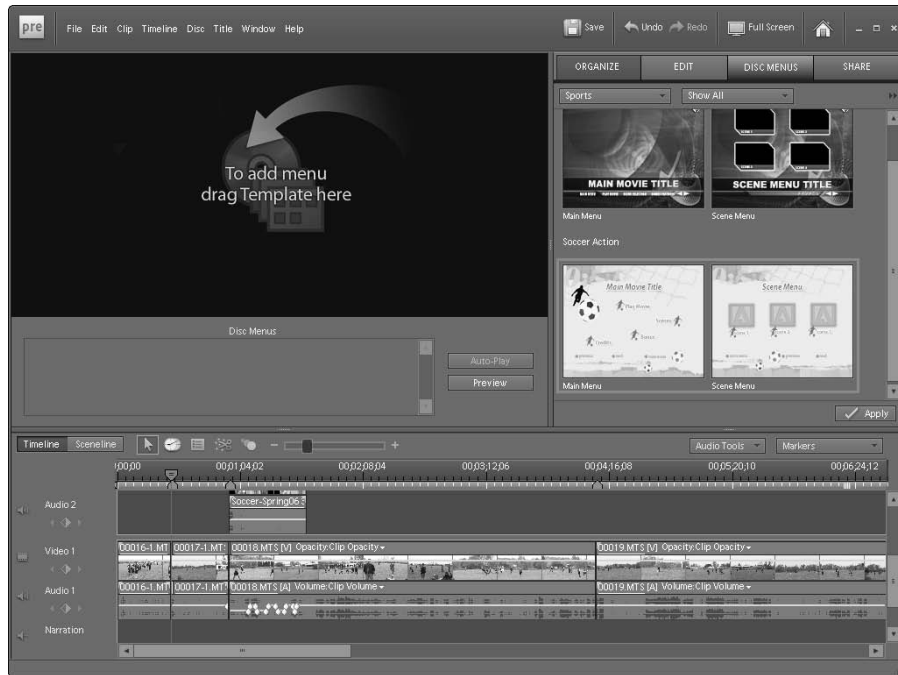 pre File Edit Clip Timeline Disc Title Window Help Save Undo Redo Full Screen
ORGANIZE EDIT DISC MENUS SHARE
Sports Show All
To add menu
drag Template here
MAIN MOVIE TITLE
SCENE MENU TITLE
Main Menu Scene Menu
Soccer Action
Main Movie Title
Play Movie
Scenes
Scene Menu
Main Menu Scene Menu
Disc Menus
Auto-Play
Preview
Apply
Timeline Sceneline Audio Tools Markers
;00;00 00;01;04;02 00;02;08;04 00;03;12;06 00;04;16;08 00;05;20;10 00;06;24;12
Audio 2
Soccer-Spring06
Video 1
00016-1.MT 00017-1.MT 00018.MTS [V] Opacity:Clip Opacity 00019.MTS [V] Opacity:Clip Opacity
Audio 1
00016-1.MT 00017-1.MT 00018.MTS [A] Volume:Clip Volume 00019.MTS [A] Volume:Clip Volume
Narration